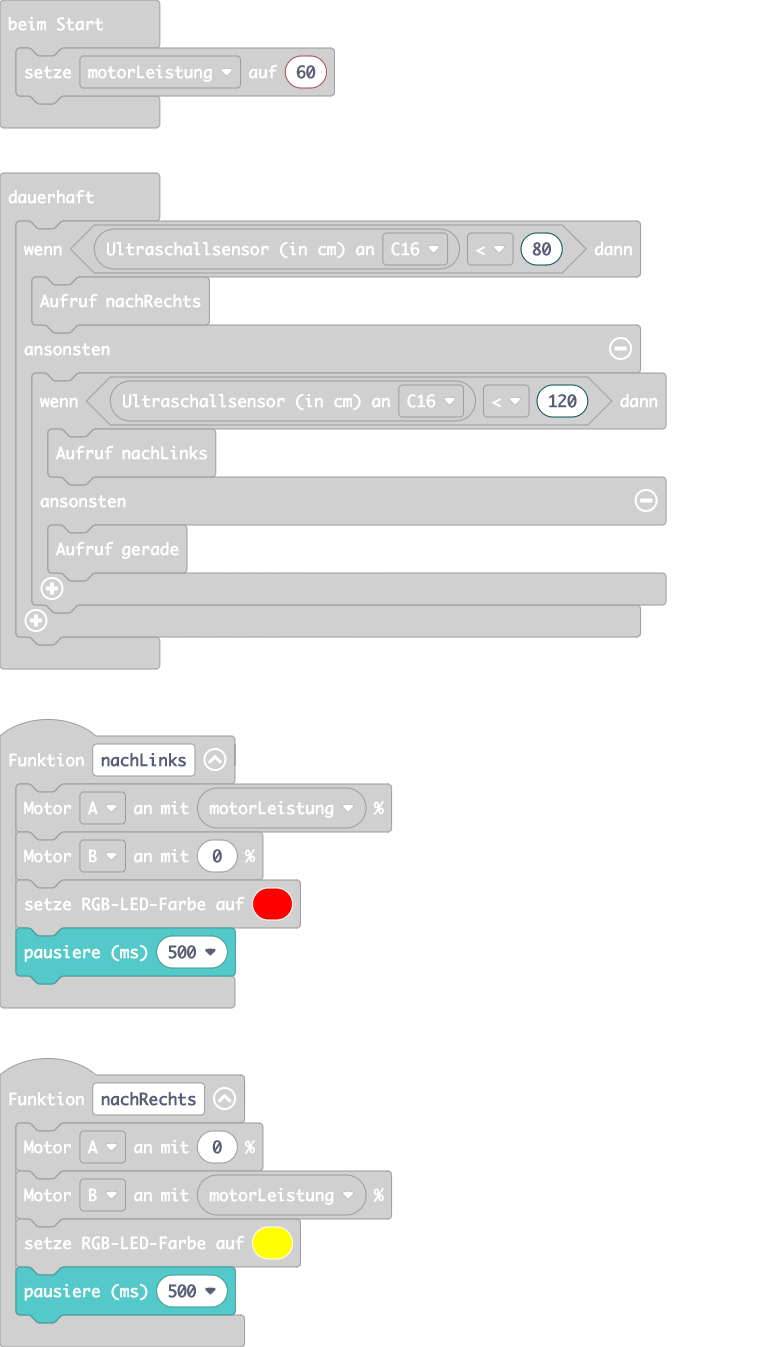 beim Start
setze motorLeistung auf 60
dauerhaft
wenn Ultraschallsensor (in cm) an C16 < 80 dann
Aufruf nachRechts
ansonsten
wenn Ultraschallsensor (in cm) an C16 < 120 dann
Aufruf nachLinks
ansonsten
Aufruf gerade
Funktion nachLinks
Motor A an mit motorLeistung %
Motor B an mit 0 %
setze RGB-LED-Farbe auf
pausiere (ms) 500
Funktion nachRechts
Motor A an mit 0 %
Motor B an mit motorLeistung %
setze RGB-LED-Farbe auf
pausiere (ms) 500